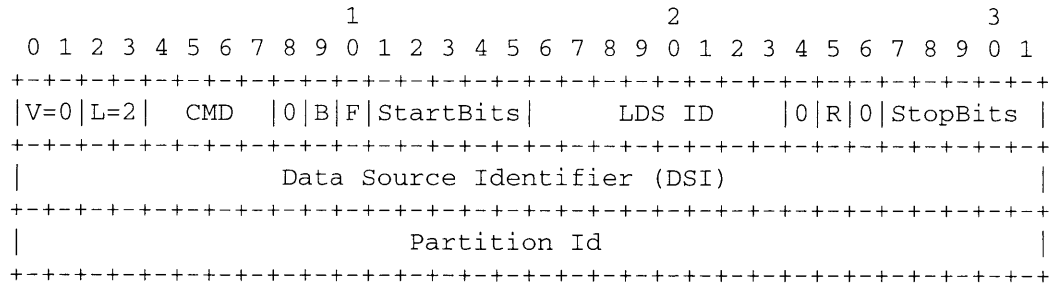 1                   2                   3
 0 1 2 3 4 5 6 7 8 9 0 1 2 3 4 5 6 7 8 9 0 1 2 3 4 5 6 7 8 9 0 1
+-+-+-+-+-+-+-+-+-+-+-+-+-+-+-+-+-+-+-+-+-+-+-+-+-+-+-+-+-+-+-+-+
|V=0|L=2|  CMD  |0|B|F|StartBits|     LDS ID    |0|R|0|StopBits |
+-+-+-+-+-+-+-+-+-+-+-+-+-+-+-+-+-+-+-+-+-+-+-+-+-+-+-+-+-+-+-+-+
|                Data Source Identifier (DSI)                   |
+-+-+-+-+-+-+-+-+-+-+-+-+-+-+-+-+-+-+-+-+-+-+-+-+-+-+-+-+-+-+-+-+
|                        Partition Id                           |
+-+-+-+-+-+-+-+-+-+-+-+-+-+-+-+-+-+-+-+-+-+-+-+-+-+-+-+-+-+-+-+-+